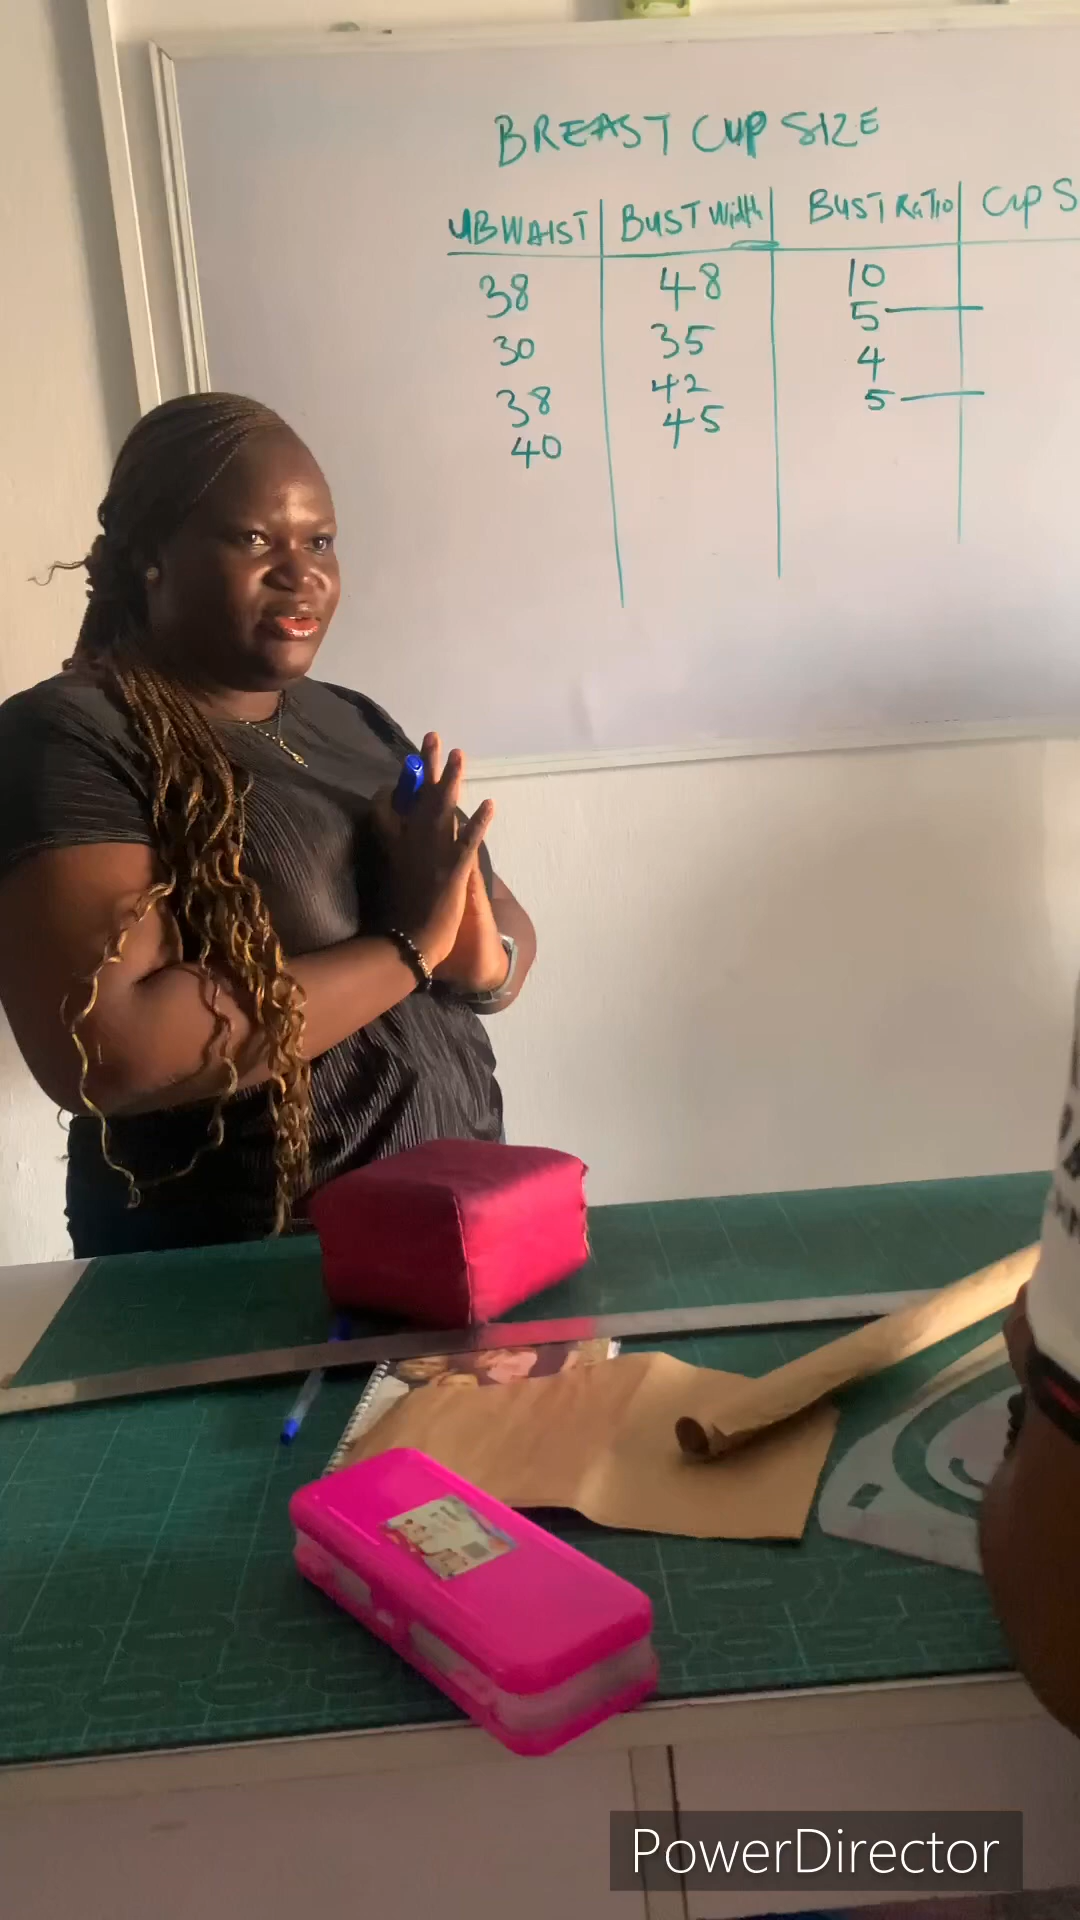 BREAST CUP SIZE
UBWAIST BUST Width BUST RATIO CUP S
38 48 10
30 35 5
38 42 4
40 45 5
PowerDirector